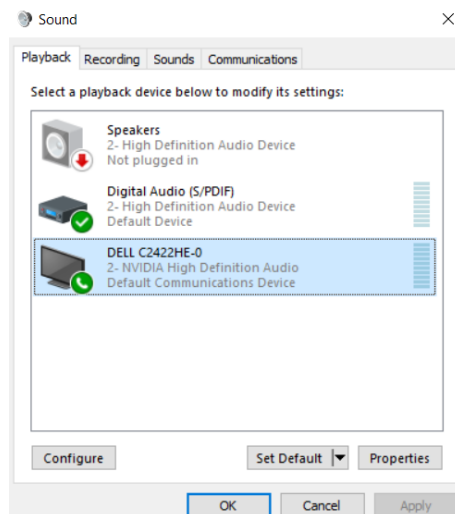 Sound
Playback Recording Sounds Communications
Select a playback device below to modify its settings:
Speakers
2- High Definition Audio Device
Not plugged in
Digital Audio (S/PDIF)
2- High Definition Audio Device
Default Device
DELL C2422HE-0
2- NVIDIA High Definition Audio
Default Communications Device
Configure Set Default Properties
OK Cancel Apply